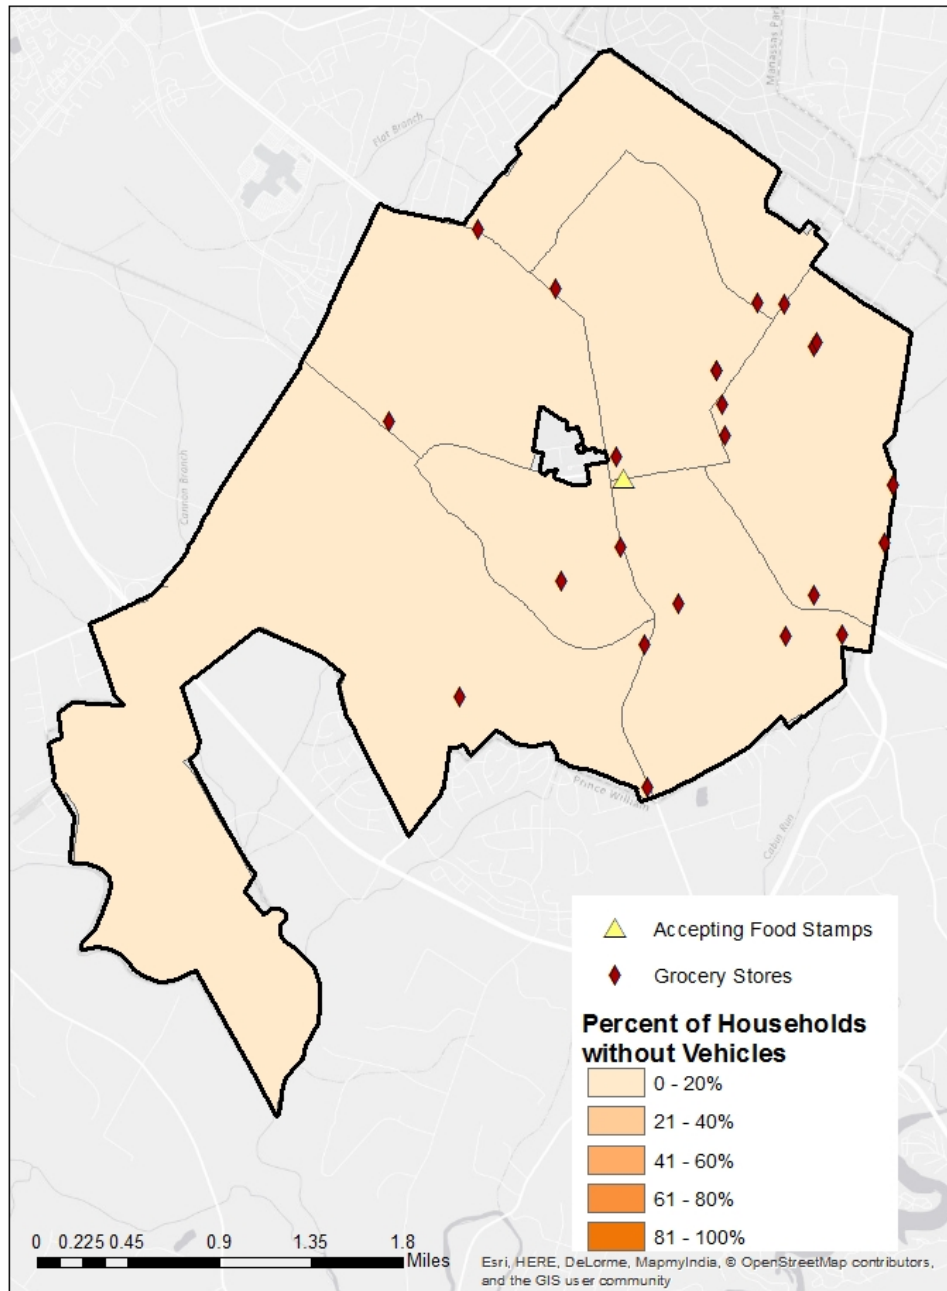 Manassas Park
Flat Branch
Cannon Branch
Prince William
Cabin Run
Accepting Food Stamps
Grocery Stores
Percent of Households
without Vehicles
0 - 20%
21 - 40%
41 - 60%
61 - 80%
81 - 100%
0 0.225 0.45 0.9 1.35 1.8
Miles
Esri, HERE, DeLorme, MapmyIndia, © OpenStreetMap contributors,
and the GIS user community